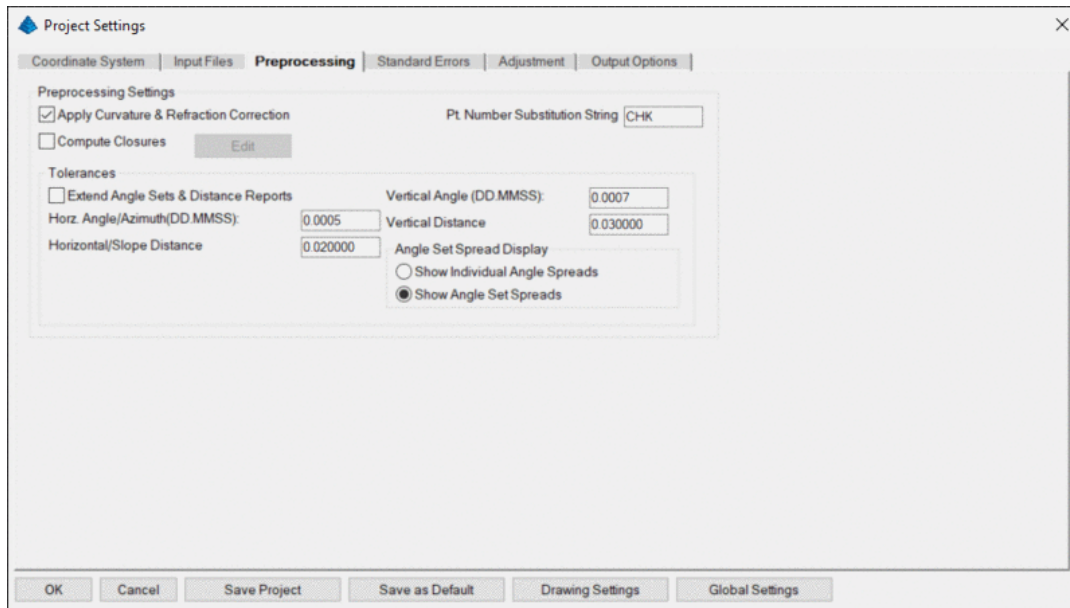 Project Settings
Coordinate System Input Files Preprocessing Standard Errors Adjustment Output Options
Preprocessing Settings
Apply Curvature & Refraction Correction Pt. Number Substitution String CHK
Compute Closures Edit
Tolerances
Extend Angle Sets & Distance Reports Vertical Angle (DD.MMSS): 0.0007
Horz. Angle/Azimuth(DD.MMSS): 0.0005 Vertical Distance 0.030000
Horizontal/Slope Distance 0.020000 Angle Set Spread Display
Show Individual Angle Spreads
Show Angle Set Spreads
OK Cancel Save Project Save as Default Drawing Settings Global Settings